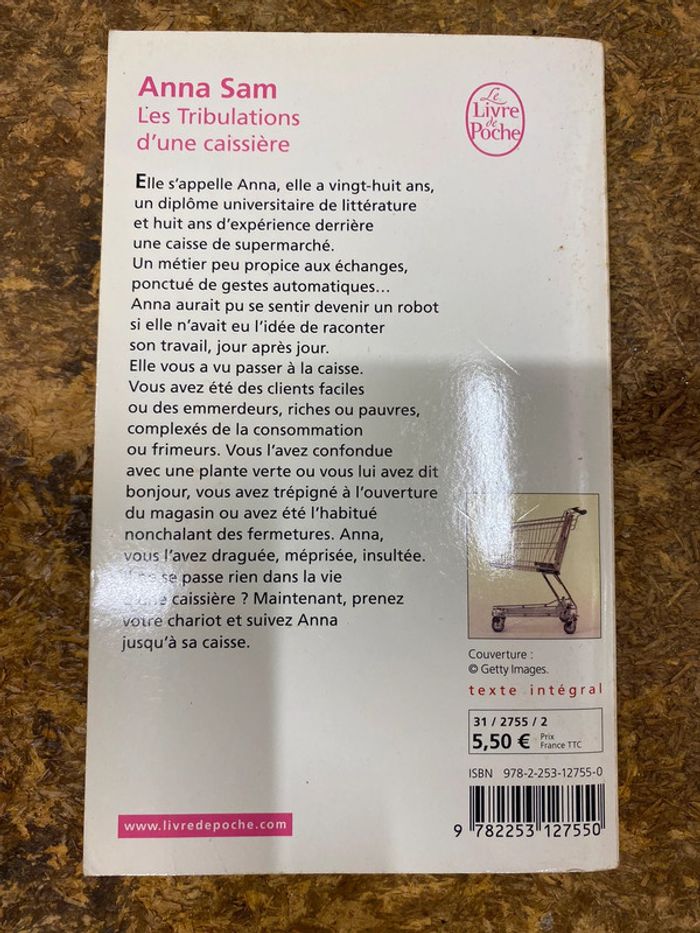 Anna Sam
Les Tribulations
d'une caissière
Le
Livre
de
Poche
Elle s'appelle Anna, elle a vingt-huit ans,
un diplôme universitaire de littérature
et huit ans d'expérience derrière
une caisse de supermarché.
Un métier peu propice aux échanges,
ponctué de gestes automatiques...
Anna aurait pu se sentir devenir un robot
si elle n'avait eu l'idée de raconter
son travail, jour après jour.
Elle vous a vu passer à la caisse.
Vous avez été des clients faciles
ou des emmerdeurs, riches ou pauvres,
complexés de la consommation
ou frimeurs. Vous l'avez confondue
avec une plante verte ou vous lui avez dit
bonjour, vous avez trépigné à l'ouverture
du magasin ou avez été l'habitué
nonchalant des fermetures. Anna,
vous l'avez draguée, méprisée, insultée.
Il ne se passe rien dans la vie
d'une caissière ? Maintenant, prenez
votre chariot et suivez Anna
jusqu'à sa caisse.
Couverture :
© Getty Images.
texte intégral
31 / 2755 / 2
5,50 € Prix
France TTC
ISBN 978-2-253-12755-0
9 782253 127550
www.livredepoche.com